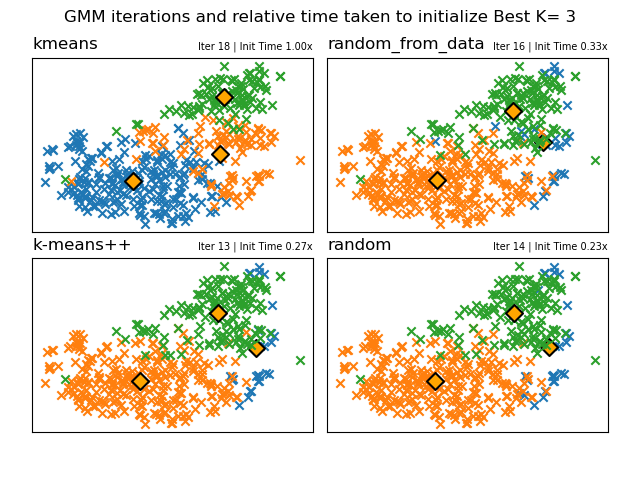 GMM iterations and relative time taken to initialize Best K= 3
kmeans Iter 18 | Init Time 1.00x
random_from_data Iter 16 | Init Time 0.33x
k-means++ Iter 13 | Init Time 0.27x
random Iter 14 | Init Time 0.23x